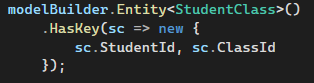 modelBuilder.Entity<StudentClass>()
.HasKey(sc => new {
sc.StudentId, sc.ClassId
});